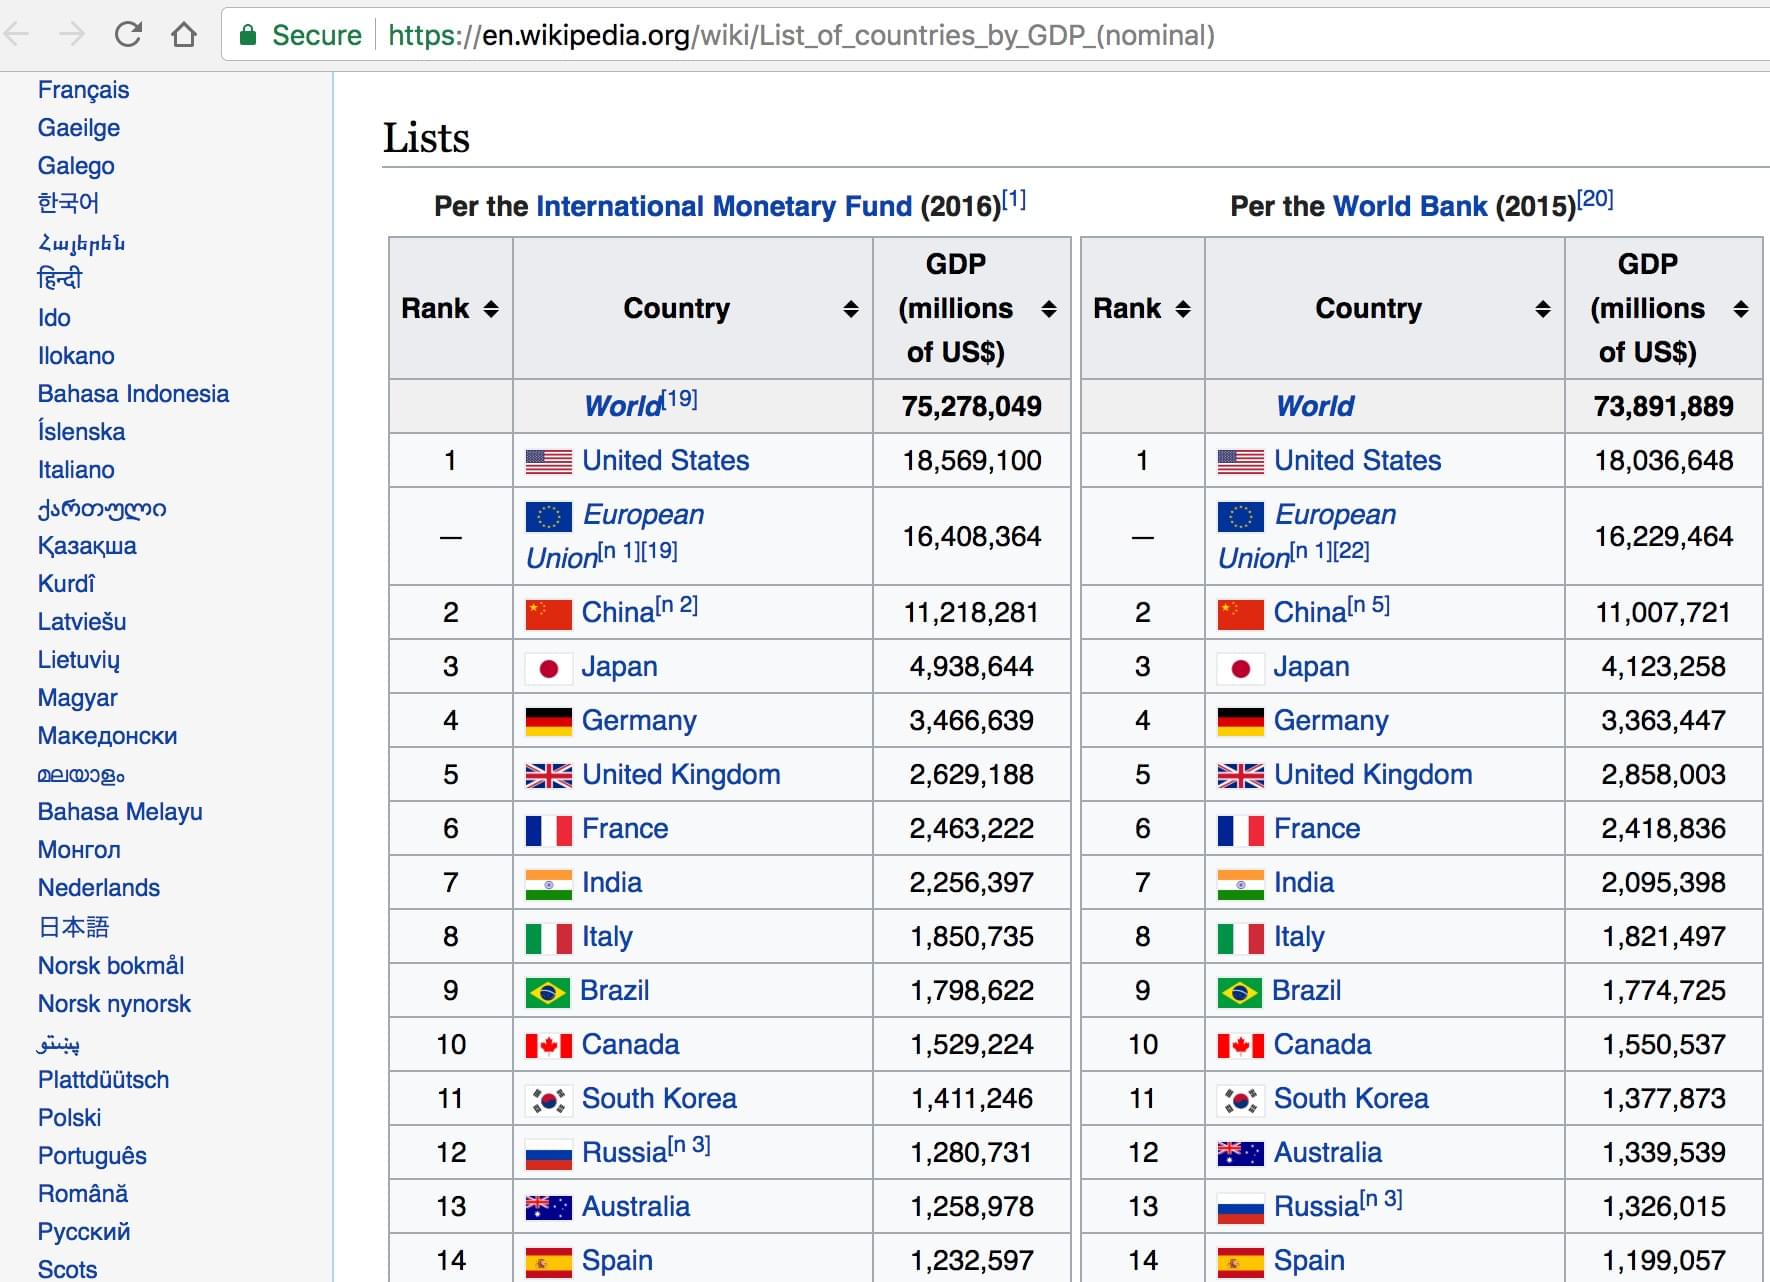 Secure https://en.wikipedia.org/wiki/List_of_countries_by_GDP_(nominal)
Français
Gaeilge
Galego
한국어
Հայերեն
हिन्दी
Ido
Ilokano
Bahasa Indonesia
Íslenska
Italiano
ქართული
Қазақша
Kurdî
Latviešu
Lietuvių
Magyar
Македонски
മലയാളം
Bahasa Melayu
Монгол
Nederlands
日本語
Norsk bokmål
Norsk nynorsk
پښتو
Plattdüütsch
Polski
Português
Română
Русский
Scots
Lists
Per the International Monetary Fund (2016)[1]
Rank Country GDP (millions of US$)
World[19] 75,278,049
1 United States 18,569,100
— European Union[n 1][19] 16,408,364
2 China[n 2] 11,218,281
3 Japan 4,938,644
4 Germany 3,466,639
5 United Kingdom 2,629,188
6 France 2,463,222
7 India 2,256,397
8 Italy 1,850,735
9 Brazil 1,798,622
10 Canada 1,529,224
11 South Korea 1,411,246
12 Russia[n 3] 1,280,731
13 Australia 1,258,978
14 Spain 1,232,597
Per the World Bank (2015)[20]
Rank Country GDP (millions of US$)
World 73,891,889
1 United States 18,036,648
— European Union[n 1][22] 16,229,464
2 China[n 5] 11,007,721
3 Japan 4,123,258
4 Germany 3,363,447
5 United Kingdom 2,858,003
6 France 2,418,836
7 India 2,095,398
8 Italy 1,821,497
9 Brazil 1,774,725
10 Canada 1,550,537
11 South Korea 1,377,873
12 Australia 1,339,539
13 Russia[n 3] 1,326,015
14 Spain 1,199,057